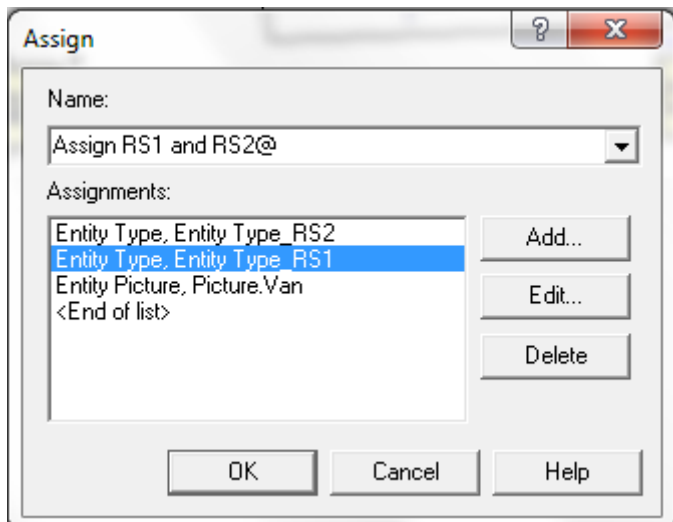 Assign
?
X
Name:
Assign RS1 and RS2@
Assignments:
Entity Type, Entity Type_RS2
Entity Type, Entity Type_RS1
Entity Picture, Picture.Van
<End of list>
Add...
Edit...
Delete
OK
Cancel
Help